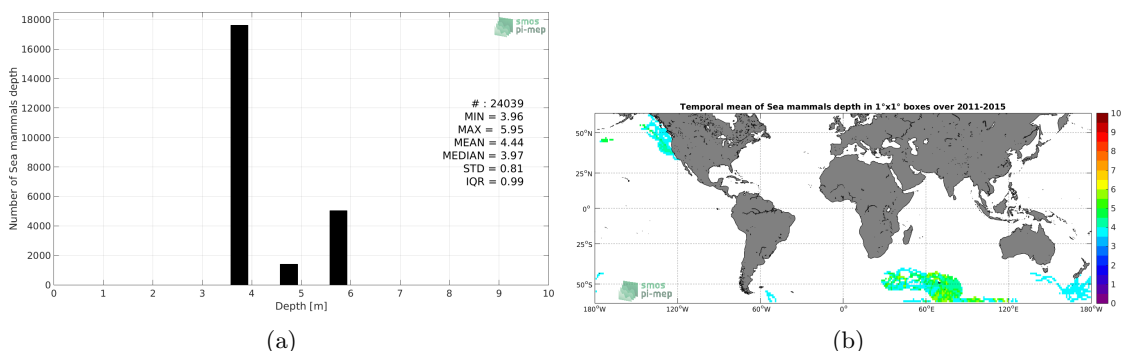 18000
16000
14000
12000
10000
8000
6000
4000
2000
0
Number of Sea mammals depth
0 1 2 3 4 5 6 7 8 9 10
Depth [m]
smos
pi-mep
# : 24039
MIN = 3.96
MAX = 5.95
MEAN = 4.44
MEDIAN = 3.97
STD = 0.81
IQR = 0.99
(a)
Temporal mean of Sea mammals depth in 1°x1° boxes over 2011-2015
50°N
25°N
0°
25°S
50°S
180°W 120°W 60°W 0° 60°E 120°E 180°W
smos
pi-mep
10
9
8
7
6
5
4
3
2
1
0
(b)